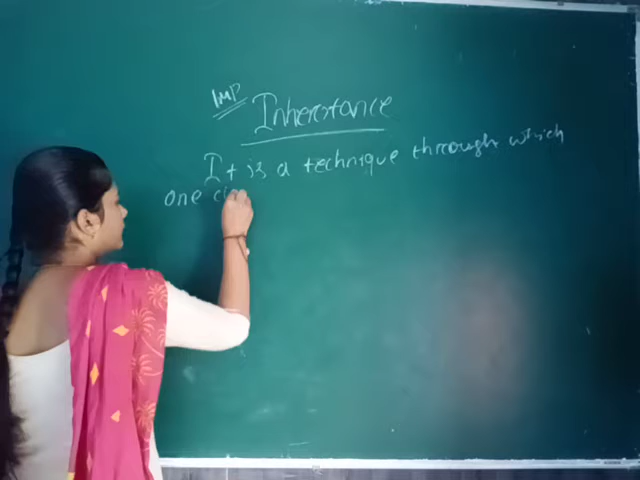 IMP
Inheritance
It is a technique through which
one